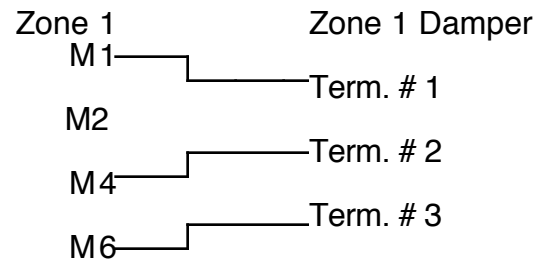 Zone 1 Zone 1 Damper
M1
Term. # 1
M2
Term. # 2
M4
Term. # 3
M6